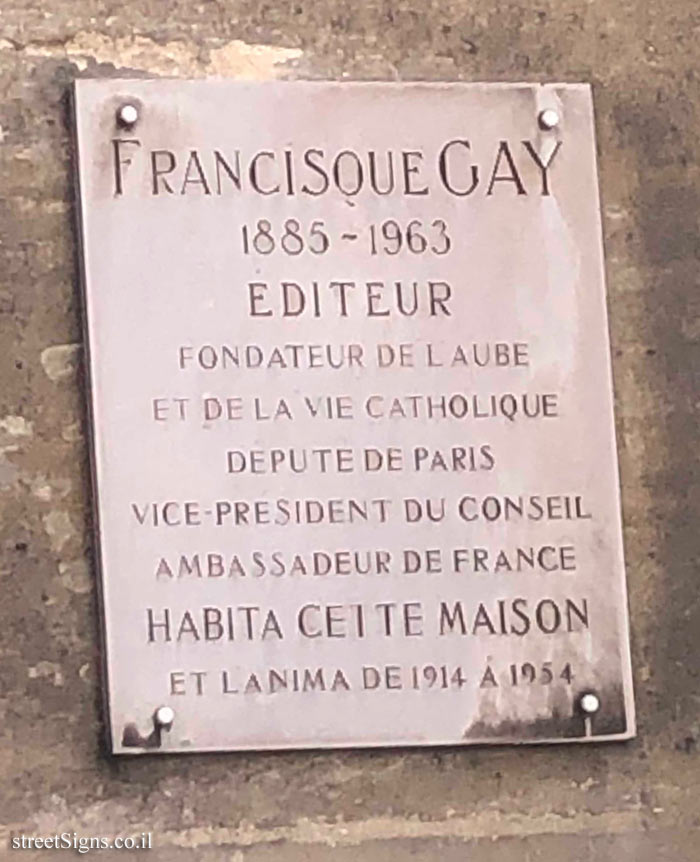 FRANCISQUE GAY
1885 ~ 1963
EDITEUR
FONDATEUR DE L AUBE
ET DE LA VIE CATHOLIQUE
DEPUTE DE PARIS
VICE-PRESIDENT DU CONSEIL
AMBASSADEUR DE FRANCE
HABITA CETTE MAISON
ET L ANIMA DE 1914 A 1954
streetSigns.co.il